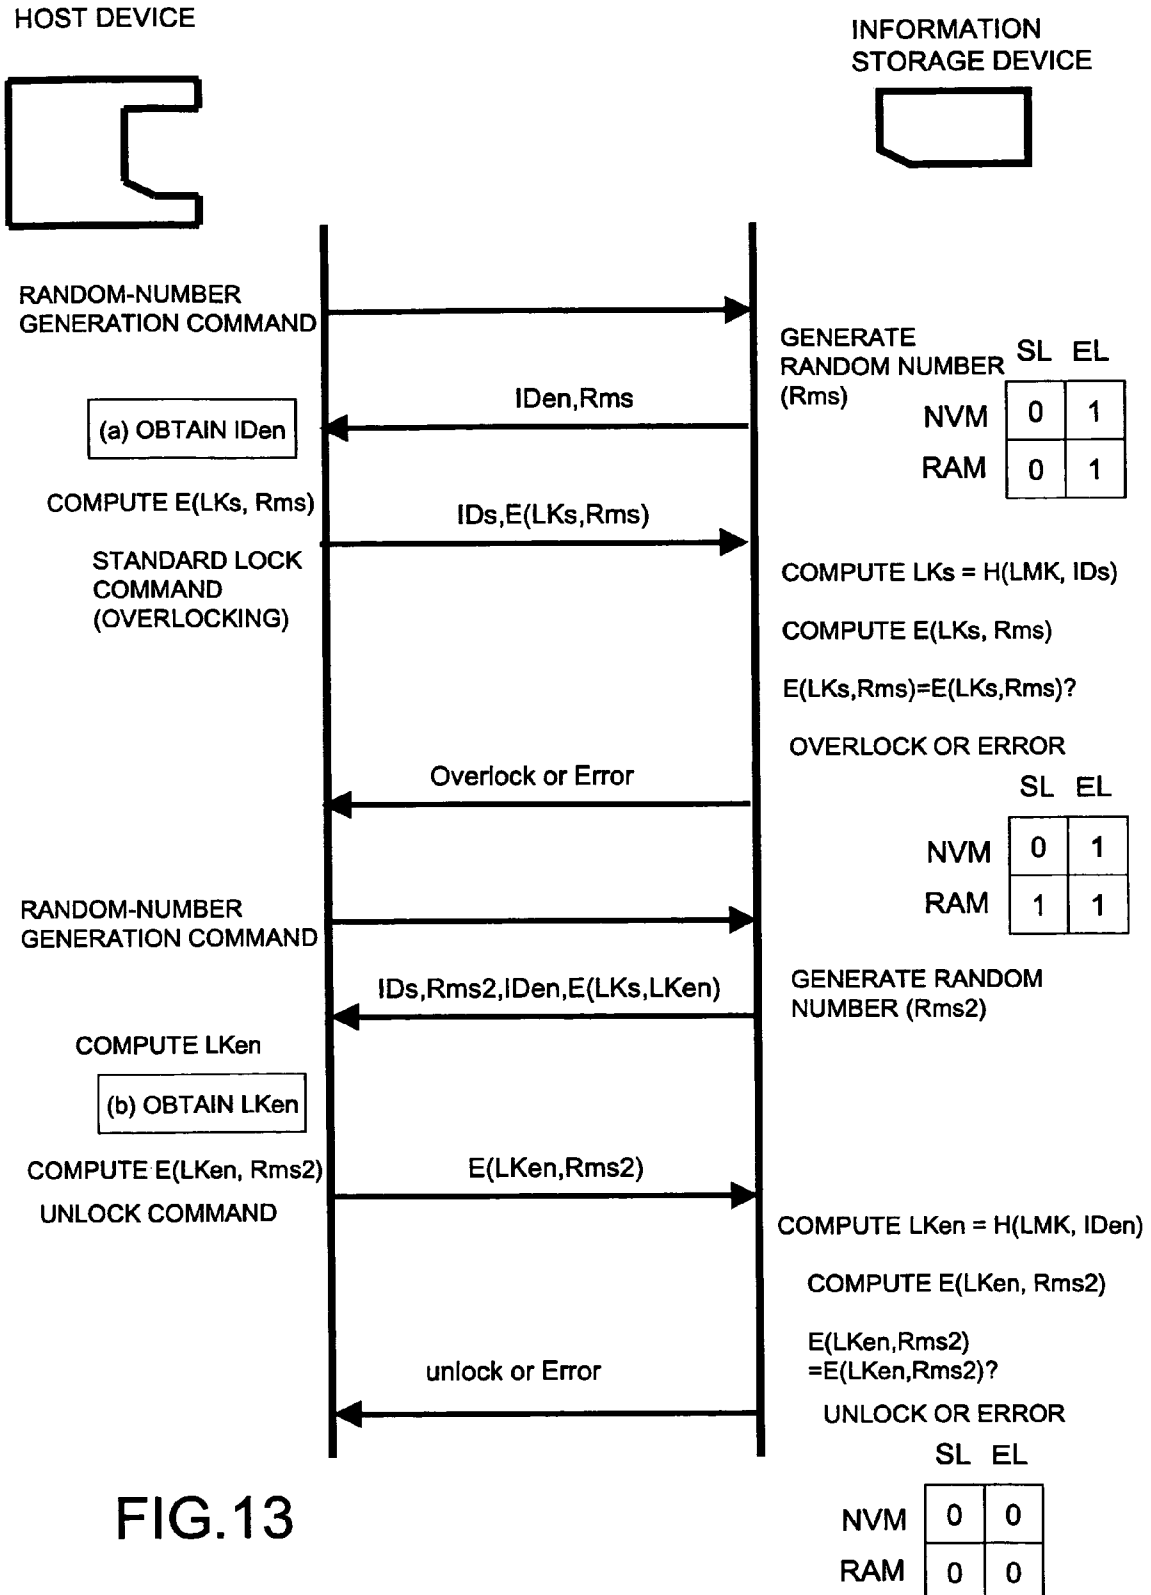 HOST DEVICE
INFORMATION
STORAGE DEVICE
RANDOM-NUMBER
GENERATION COMMAND
GENERATE
RANDOM NUMBER
(Rms)
SL EL
NVM 0 1
RAM 0 1
IDen,Rms
(a) OBTAIN IDen
COMPUTE E(LKs, Rms)
IDs,E(LKs,Rms)
STANDARD LOCK
COMMAND
(OVERLOCKING)
COMPUTE LKs = H(LMK, IDs)
COMPUTE E(LKs, Rms)
E(LKs,Rms)=E(LKs,Rms)?
OVERLOCK OR ERROR
Overlock or Error
SL EL
NVM 0 1
RAM 1 1
RANDOM-NUMBER
GENERATION COMMAND
GENERATE RANDOM
NUMBER (Rms2)
IDs,Rms2,IDen,E(LKs,LKen)
COMPUTE LKen
(b) OBTAIN LKen
COMPUTE E(LKen, Rms2)
E(LKen,Rms2)
UNLOCK COMMAND
COMPUTE LKen = H(LMK, IDen)
COMPUTE E(LKen, Rms2)
E(LKen,Rms2)
=E(LKen,Rms2)?
unlock or Error
UNLOCK OR ERROR
SL EL
NVM 0 0
RAM 0 0
FIG.13